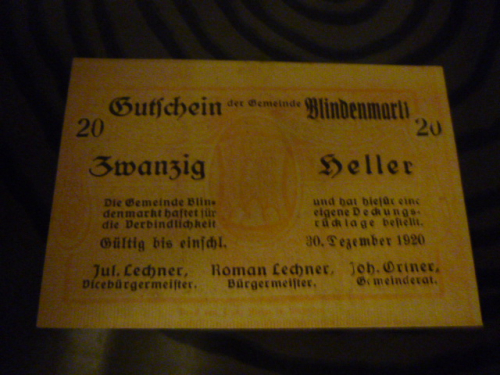 Gutschein der Gemeinde Blindenmarkt
20 20
Zwanzig Heller
Die Gemeinde Blin-
denmarkt haftet für
die Verbindlichkeit
und hat hiefür eine
eigene Deckungs-
rücklage bestellt.
Gültig bis einschl. 30. Dezember 1920
Jul. Lechner, Roman Lechner, Joh. Griner,
Vicebürgermeister. Bürgermeister. Gemeinderat.